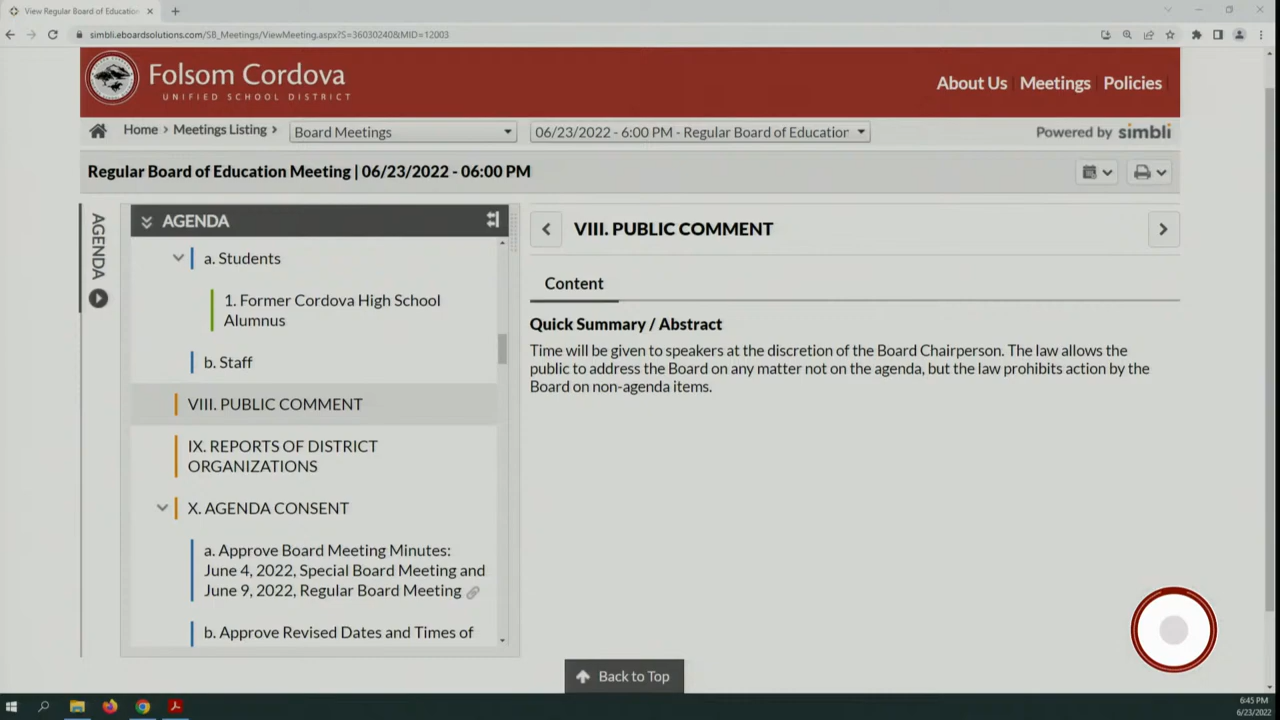 View Regular Board of Education
simbli.eboardsolutions.com/SB_Meetings/ViewMeeting.aspx?S=36030240&MID=12003
Folsom Cordova
UNIFIED SCHOOL DISTRICT
About Us Meetings Policies
Home > Meetings Listing >
Board Meetings
06/23/2022 - 6:00 PM - Regular Board of Education
Powered by simbli
Regular Board of Education Meeting | 06/23/2022 - 06:00 PM
AGENDA
AGENDA
a. Students
1. Former Cordova High School
Alumnus
b. Staff
VIII. PUBLIC COMMENT
IX. REPORTS OF DISTRICT
ORGANIZATIONS
X. AGENDA CONSENT
a. Approve Board Meeting Minutes:
June 4, 2022, Special Board Meeting and
June 9, 2022, Regular Board Meeting
b. Approve Revised Dates and Times of
VIII. PUBLIC COMMENT
Content
Quick Summary / Abstract
Time will be given to speakers at the discretion of the Board Chairperson. The law allows the
public to address the Board on any matter not on the agenda, but the law prohibits action by the
Board on non-agenda items.
Back to Top
6:45 PM
6/23/2022